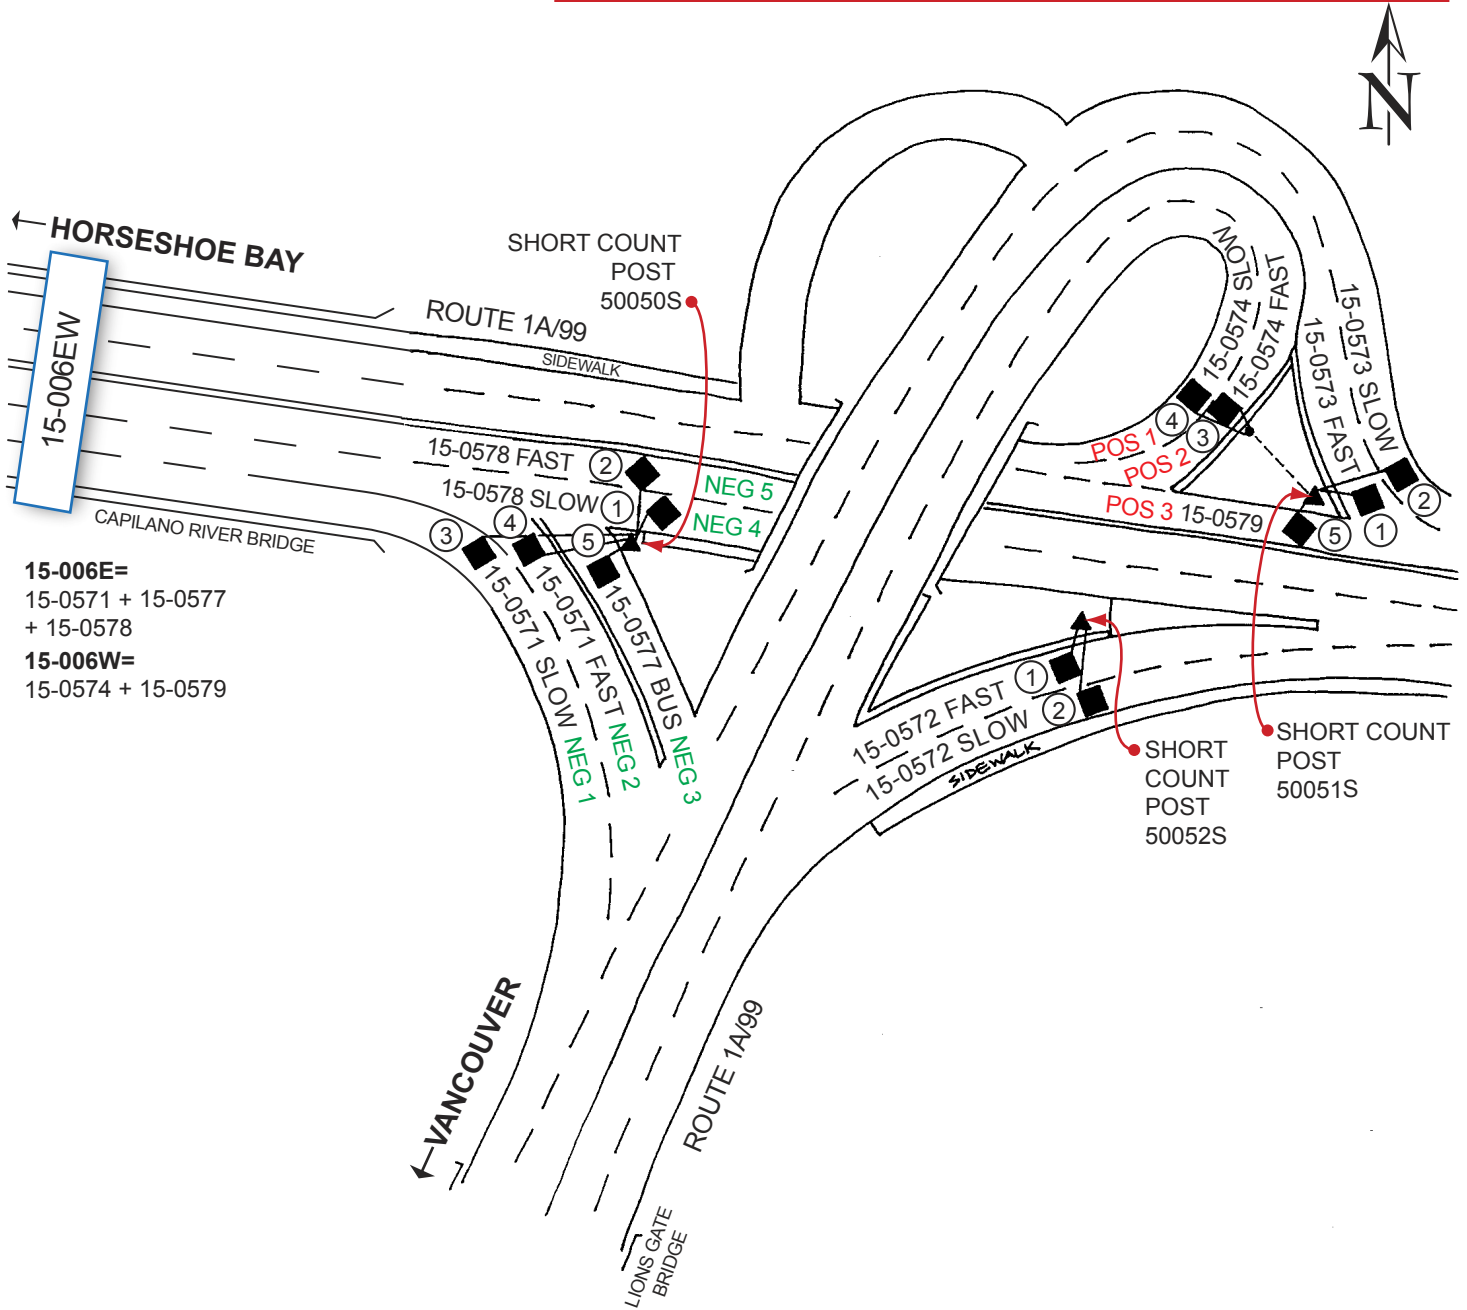 N
HORSESHOE BAY
15-006EW
SHORT COUNT
POST
50050S
ROUTE 1A/99
SIDEWALK
15-0574 SLOW
15-0574 FAST
15-0573 SLOW
15-0573 FAST
4
3
POS 1
POS 2
POS 3 15-0579
5
1
2
15-0578 FAST
2
15-0578 SLOW
1
NEG 5
NEG 4
CAPILANO RIVER BRIDGE
3
4
5
15-006E=
15-0571 + 15-0577
+ 15-0578
15-006W=
15-0574 + 15-0579
15-0571 SLOW NEG 1
15-0571 FAST NEG 2
15-0577 BUS NEG 3
15-0572 FAST
1
15-0572 SLOW
2
SIDEWALK
SHORT
COUNT
POST
50052S
SHORT COUNT
POST
50051S
VANCOUVER
ROUTE 1A/99
LIONS GATE
BRIDGE